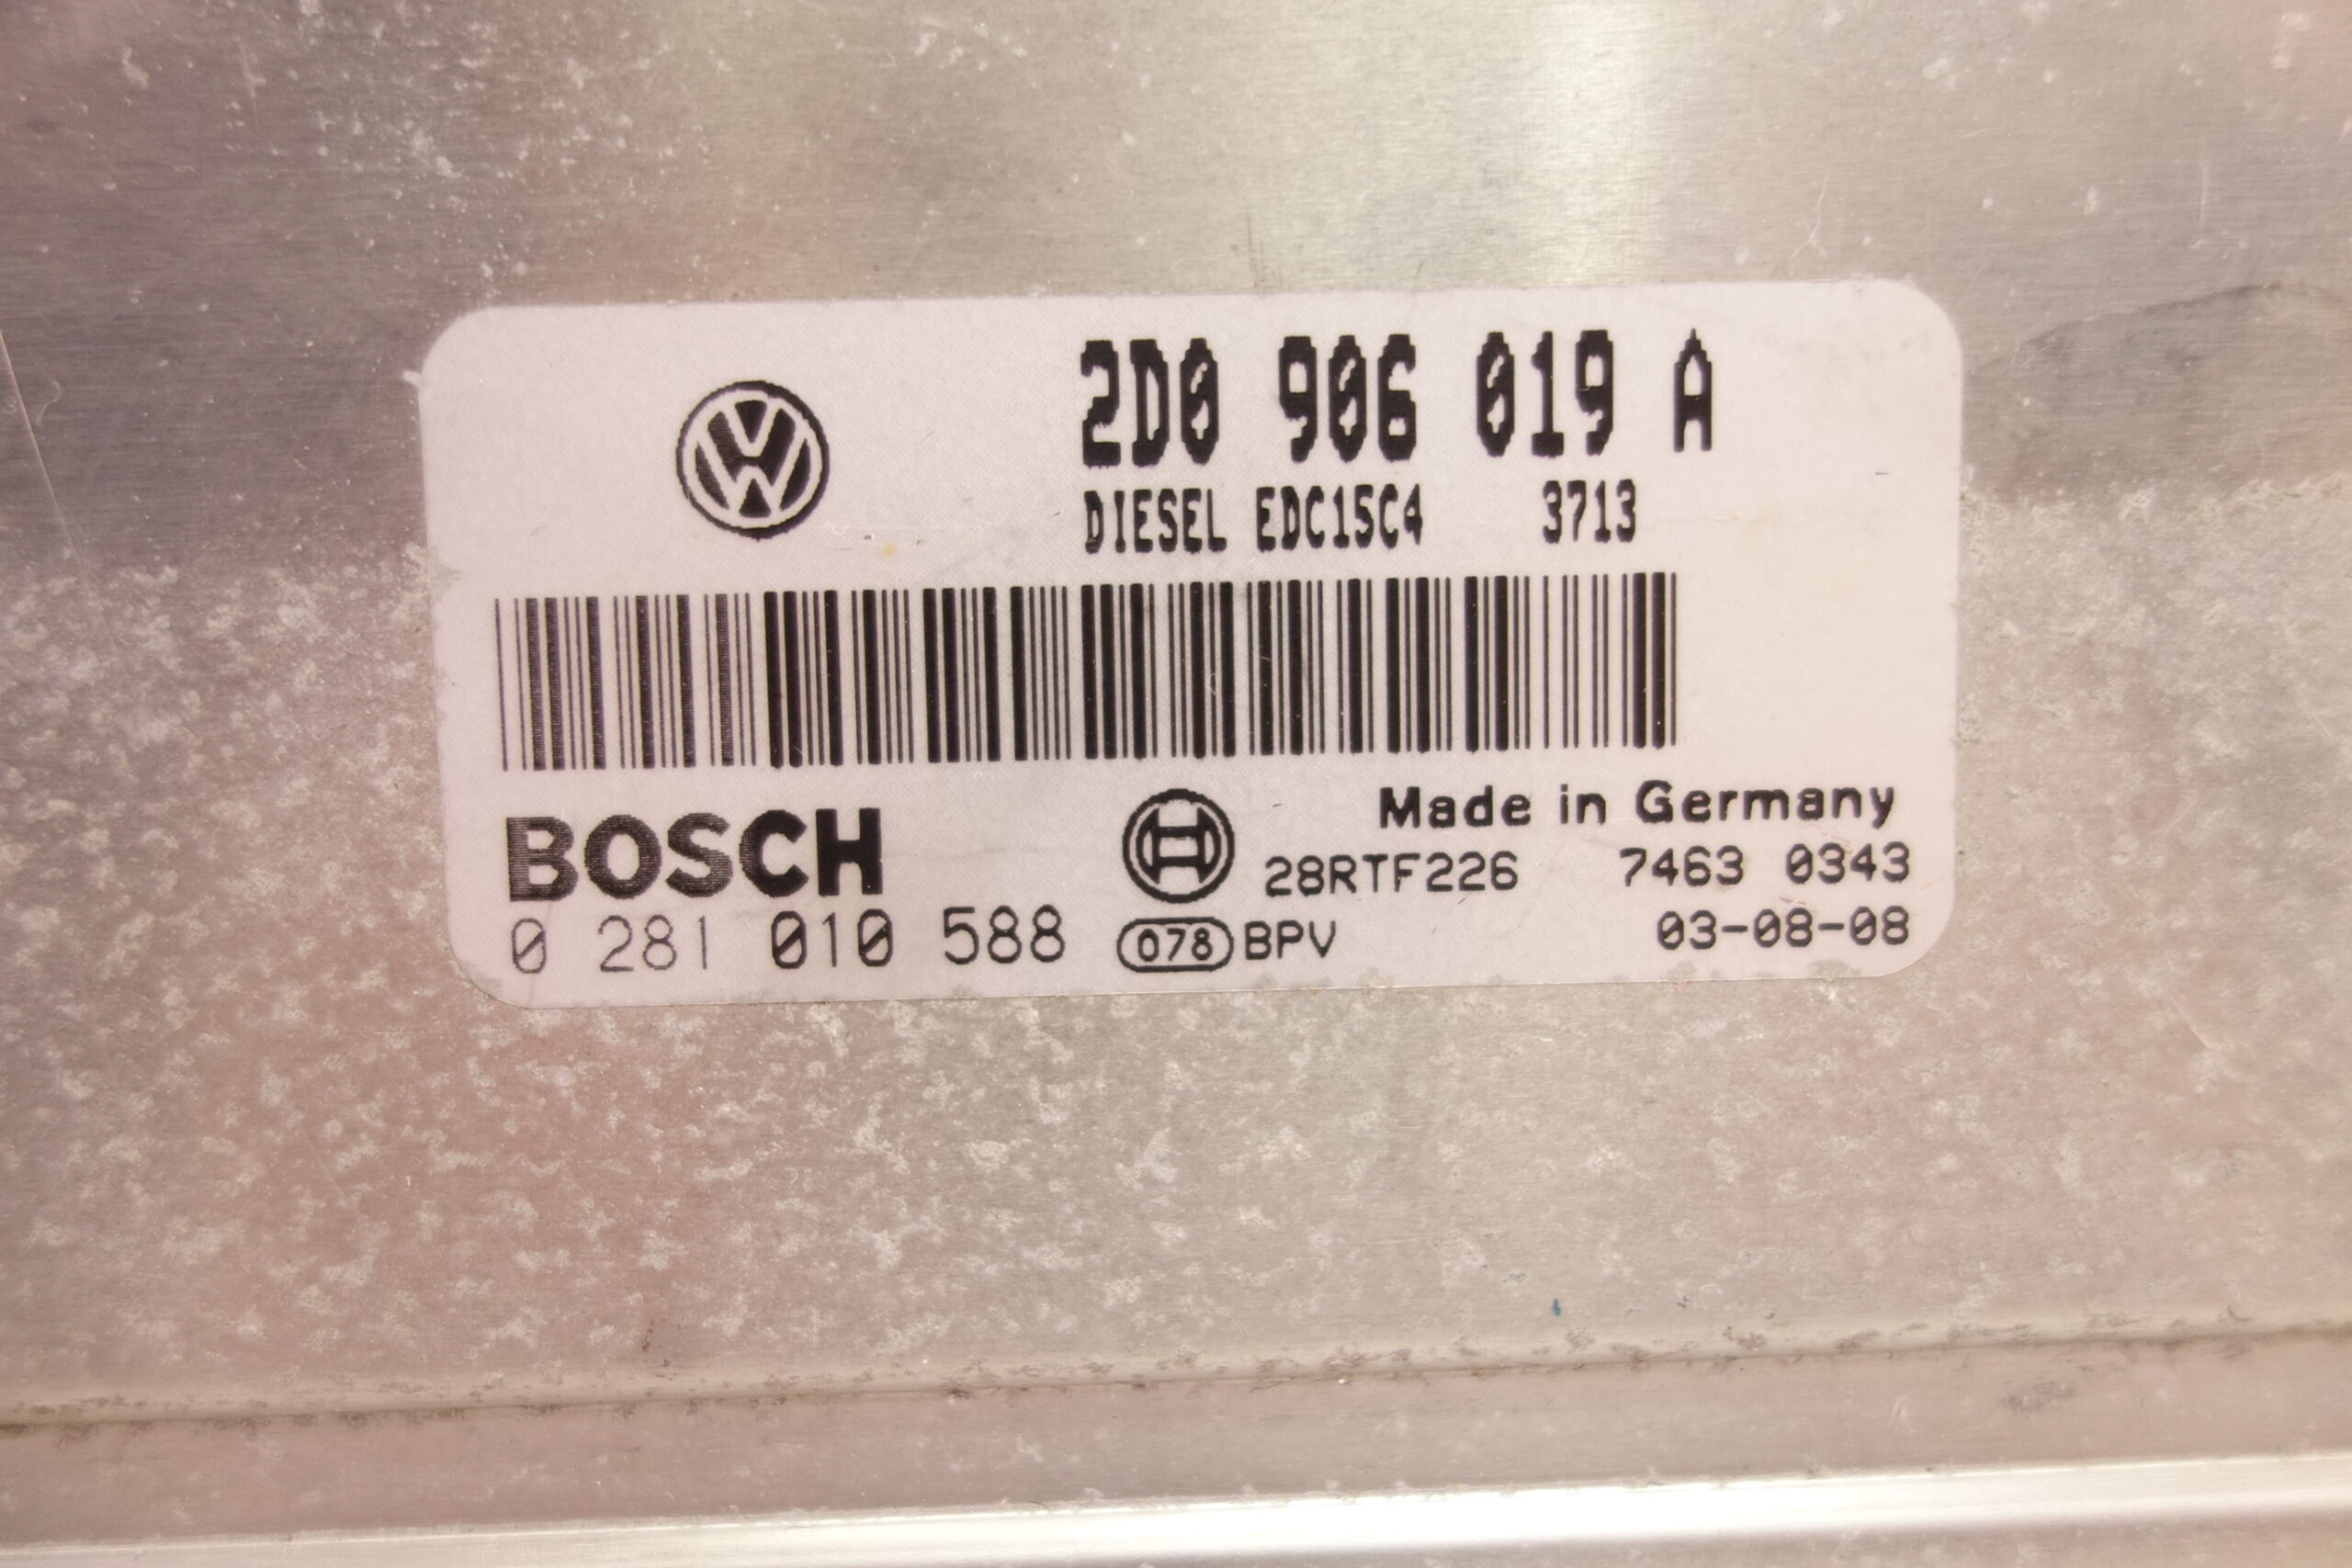 2D0 906 019 A
DIESEL EDC15C4 3713
Made in Germany
BOSCH 28RTF226 7463 0343
0 281 010 588 078 BPV 03-08-08